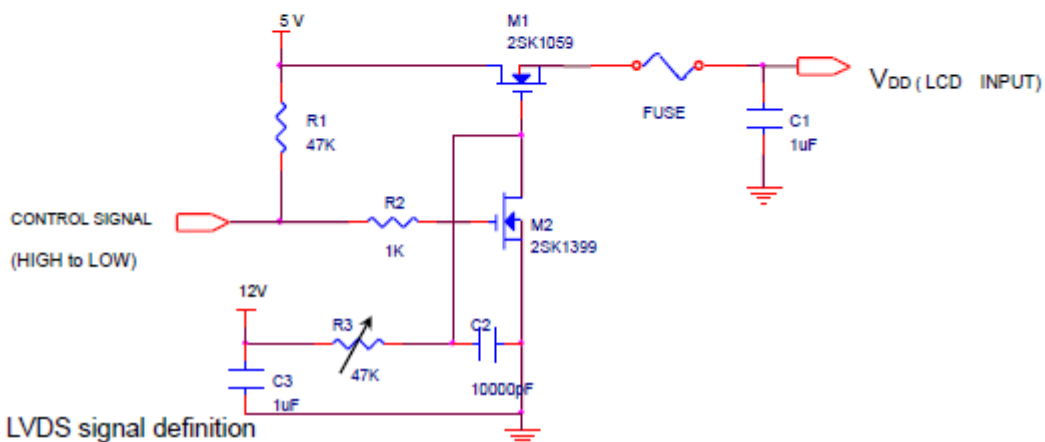 5 V
M1
2SK1059
VDD ( LCD INPUT)
R1
47K
FUSE
C1
1uF
CONTROL SIGNAL
R2
M2
2SK1399
(HIGH to LOW)
1K
12V
R3
C2
C3
1uF
47K
10000pF
LVDS signal definition